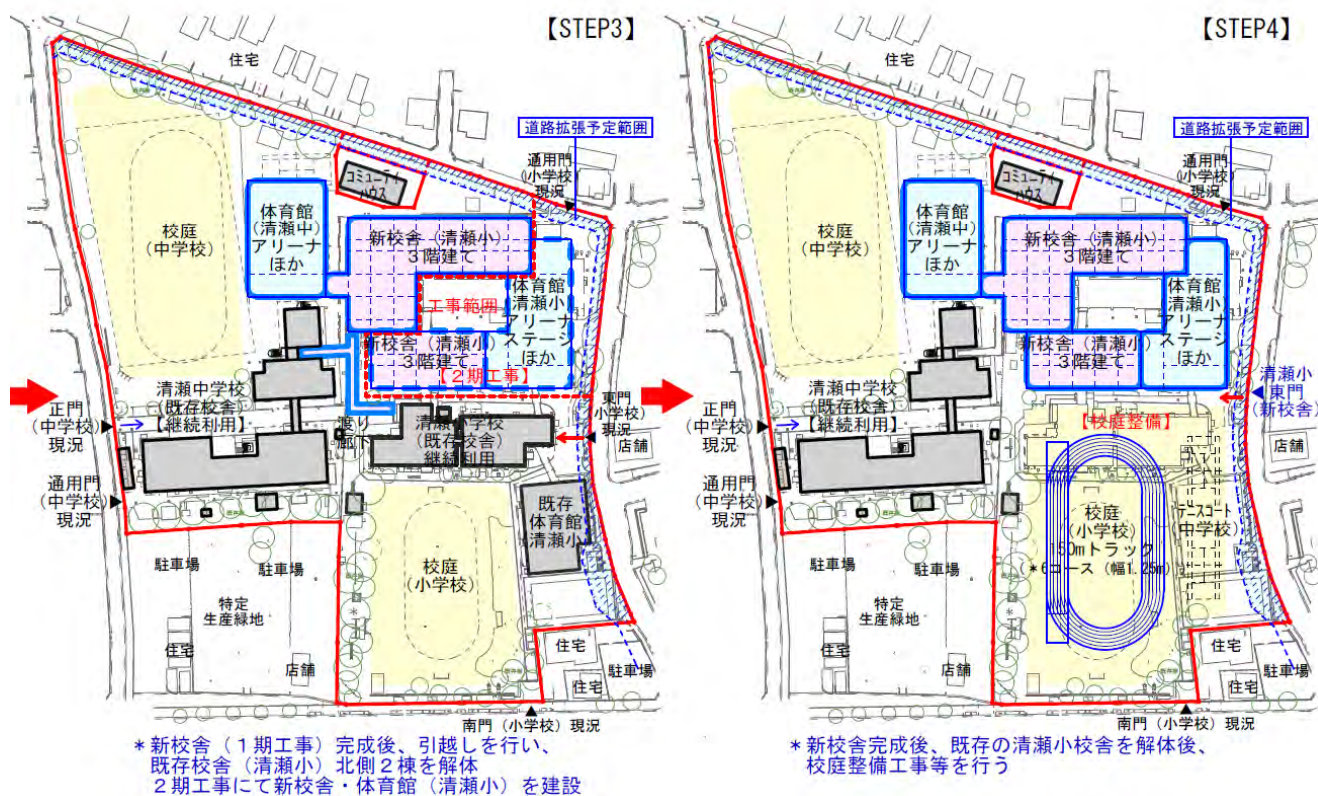 【STEP3】
住宅
道路拡張予定範囲
通用門
(小学校)
現況
コミュニティ
ハウス
体育館
(清瀬中)
アリーナ
ほか
校庭
(中学校)
新校舎（清瀬小）
３階建て
工事範囲
体育館
清瀬小
アリーナ
ステージ
ほか
新校舎（清瀬小）
３階建て
【２期工事】
清瀬中学校
(既存校舎)
【継続利用】
正門
(中学校)
現況
渡り
廊下
清瀬小学校
(既存校舎)
継続利用
東門
(小学校)
現況
店舗
通用門
(中学校)
現況
既存
体育館
清瀬小
駐車場
駐車場
校庭
(小学校)
特定
生産緑地
住宅
店舗
住宅
駐車場
住宅
南門（小学校）現況
＊新校舎（１期工事）完成後、引越しを行い、
既存校舎（清瀬小）北側２棟を解体
２期工事にて新校舎・体育館（清瀬小）を建設
【STEP4】
住宅
道路拡張予定範囲
通用門
(小学校)
現況
コミュニティ
ハウス
体育館
(清瀬中)
アリーナ
ほか
校庭
(中学校)
新校舎（清瀬小）
３階建て
体育館
清瀬小
アリーナ
ステージ
ほか
新校舎（清瀬小）
３階建て
清瀬中学校
(既存校舎)
【継続利用】
正門
(中学校)
現況
清瀬小
東門
(新校舎)
【校庭整備】
店舗
通用門
(中学校)
現況
校庭
(小学校)
150mトラック
(＊6コース（幅1.25m）)
テニスコート
(中学校)
駐車場
駐車場
特定
生産緑地
住宅
店舗
住宅
駐車場
住宅
南門（小学校）現況
＊新校舎完成後、既存の清瀬小校舎を解体後、
校庭整備工事等を行う